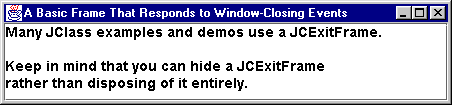 A Basic Frame That Responds to Window-Closing Events
Many JClass examples and demos use a JCExitFrame.
Keep in mind that you can hide a JCExitFrame
rather than disposing of it entirely.